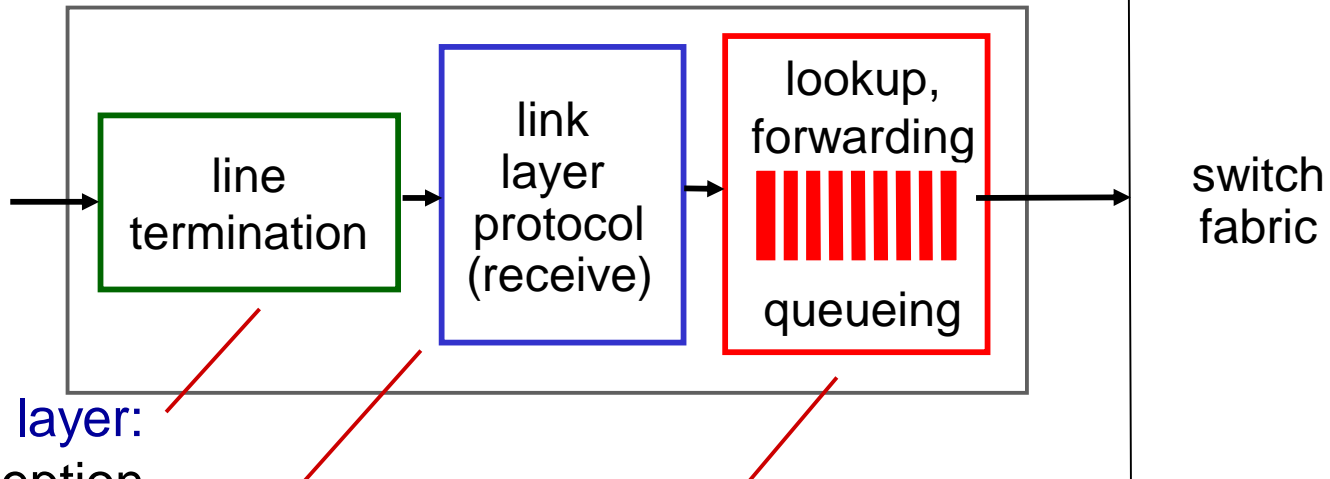 line
termination
link
layer
protocol
(receive)
lookup,
forwarding
queueing
switch
fabric
layer: